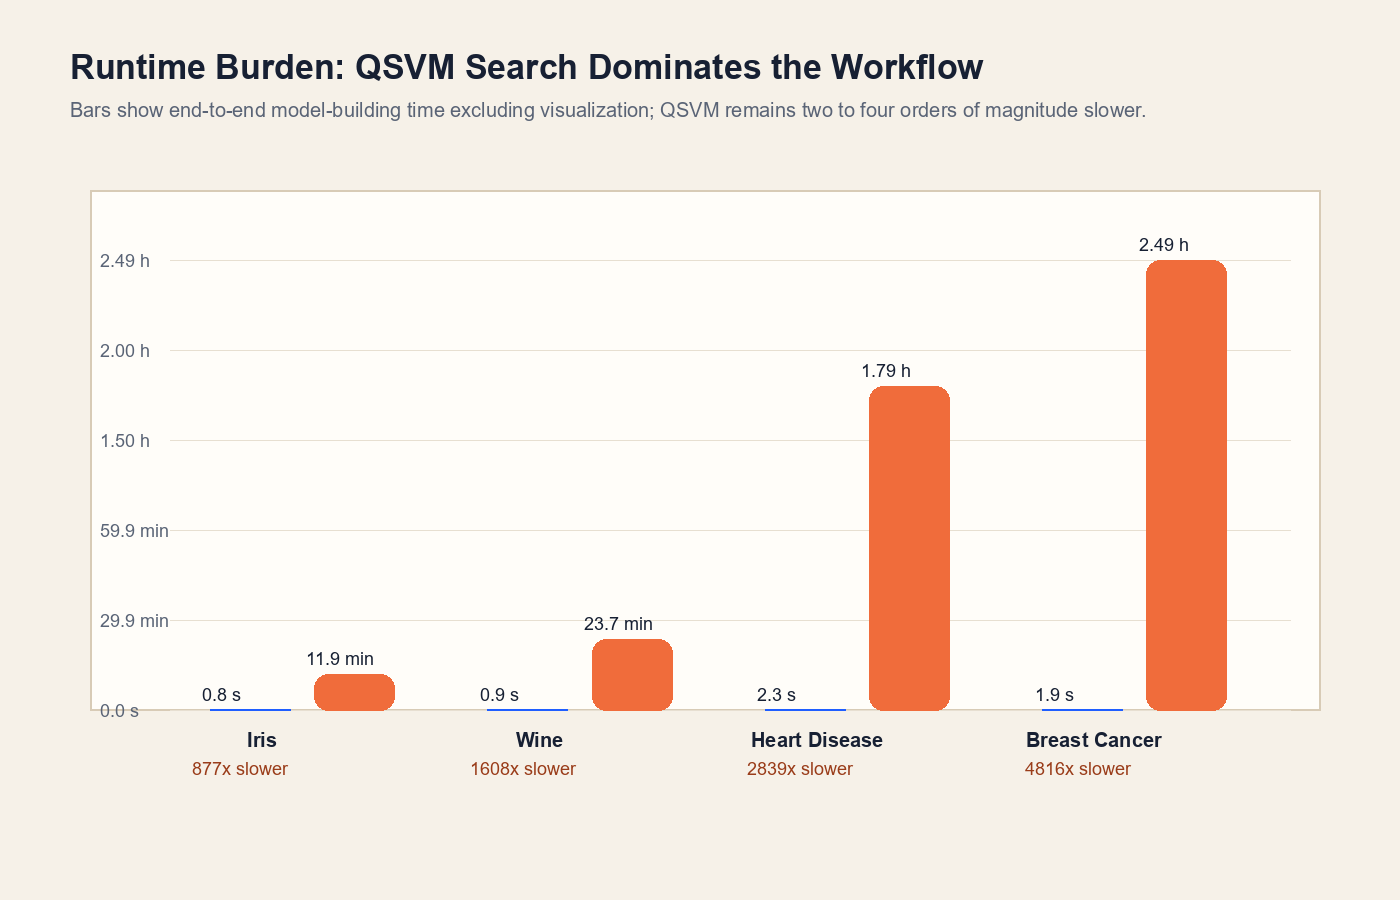 Runtime Burden: QSVM Search Dominates the Workflow
Bars show end-to-end model-building time excluding visualization; QSVM remains two to four orders of magnitude slower.
2.49 h
2.49 h
2.00 h
1.79 h
1.50 h
59.9 min
29.9 min
23.7 min
11.9 min
0.8 s
0.9 s
2.3 s
1.9 s
0.0 s
Iris
Wine
Heart Disease
Breast Cancer
877x slower
1608x slower
2839x slower
4816x slower